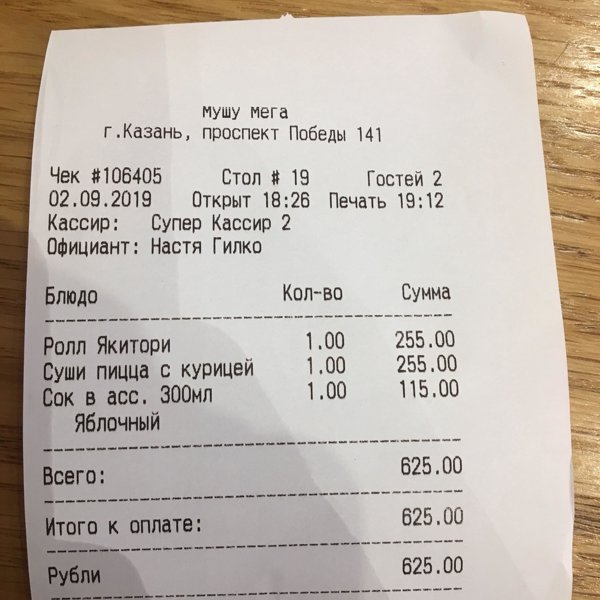 мушу мега
г.Казань, проспект Победы 141
Чек #106405 Стол # 19 Гостей 2
02.09.2019 Открыт 18:26 Печать 19:12
Кассир: Супер Кассир 2
Официант: Настя Гилко
Блюдо Кол-во Сумма
Ролл Якитори 1.00 255.00
Суши пицца с курицей 1.00 255.00
Сок в асс. 300мл 1.00 115.00
Яблочный
Всего: 625.00
Итого к оплате: 625.00
Рубли 625.00